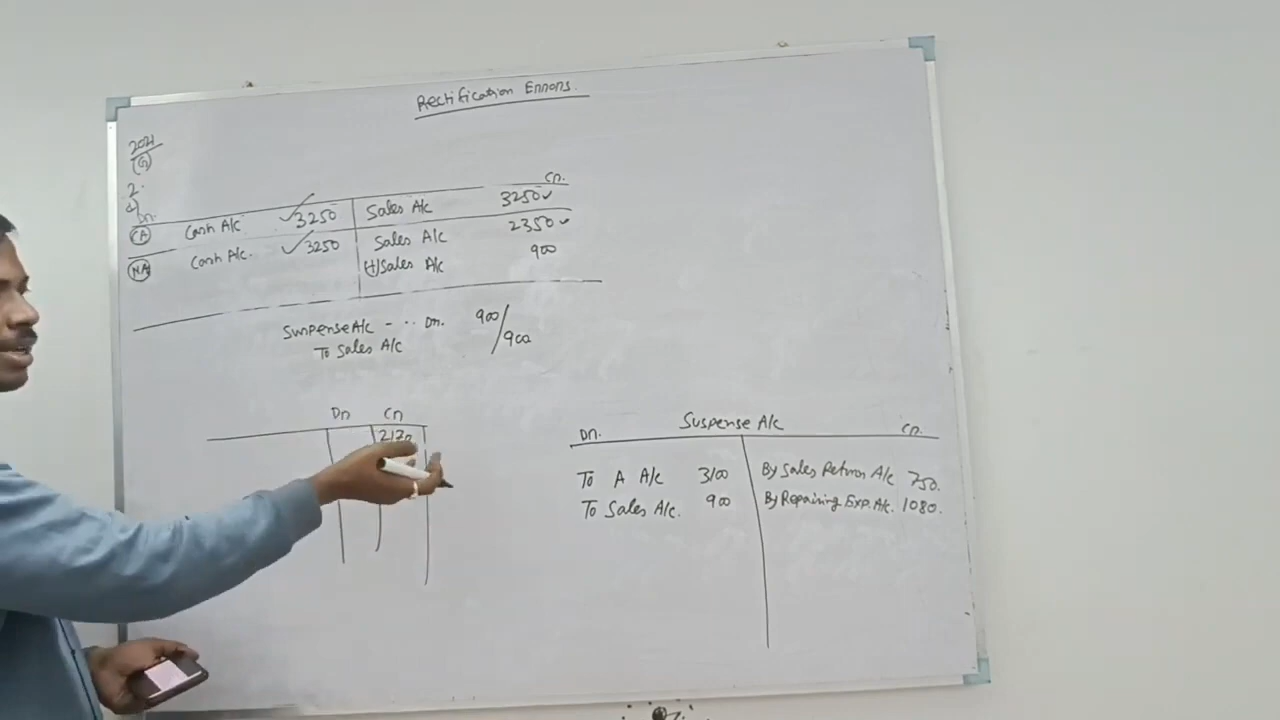 Rectification Errors.
2021
(G)
2.
a)
Dr. Cr.
(CA) Cash A/c 3250 Sales A/c 3250
(WA) Cash A/c. 3250 Sales A/c 2350
(+)Sales A/c 900
Suspense A/c - .. Dr. 900
To Sales A/c 900
Dr Cr
Suspense A/c
Dr. Cr.
To A A/c 3100 By Sales Return A/c 750.
To Sales A/c. 900 By Repairing Exp. A/c. 1080.